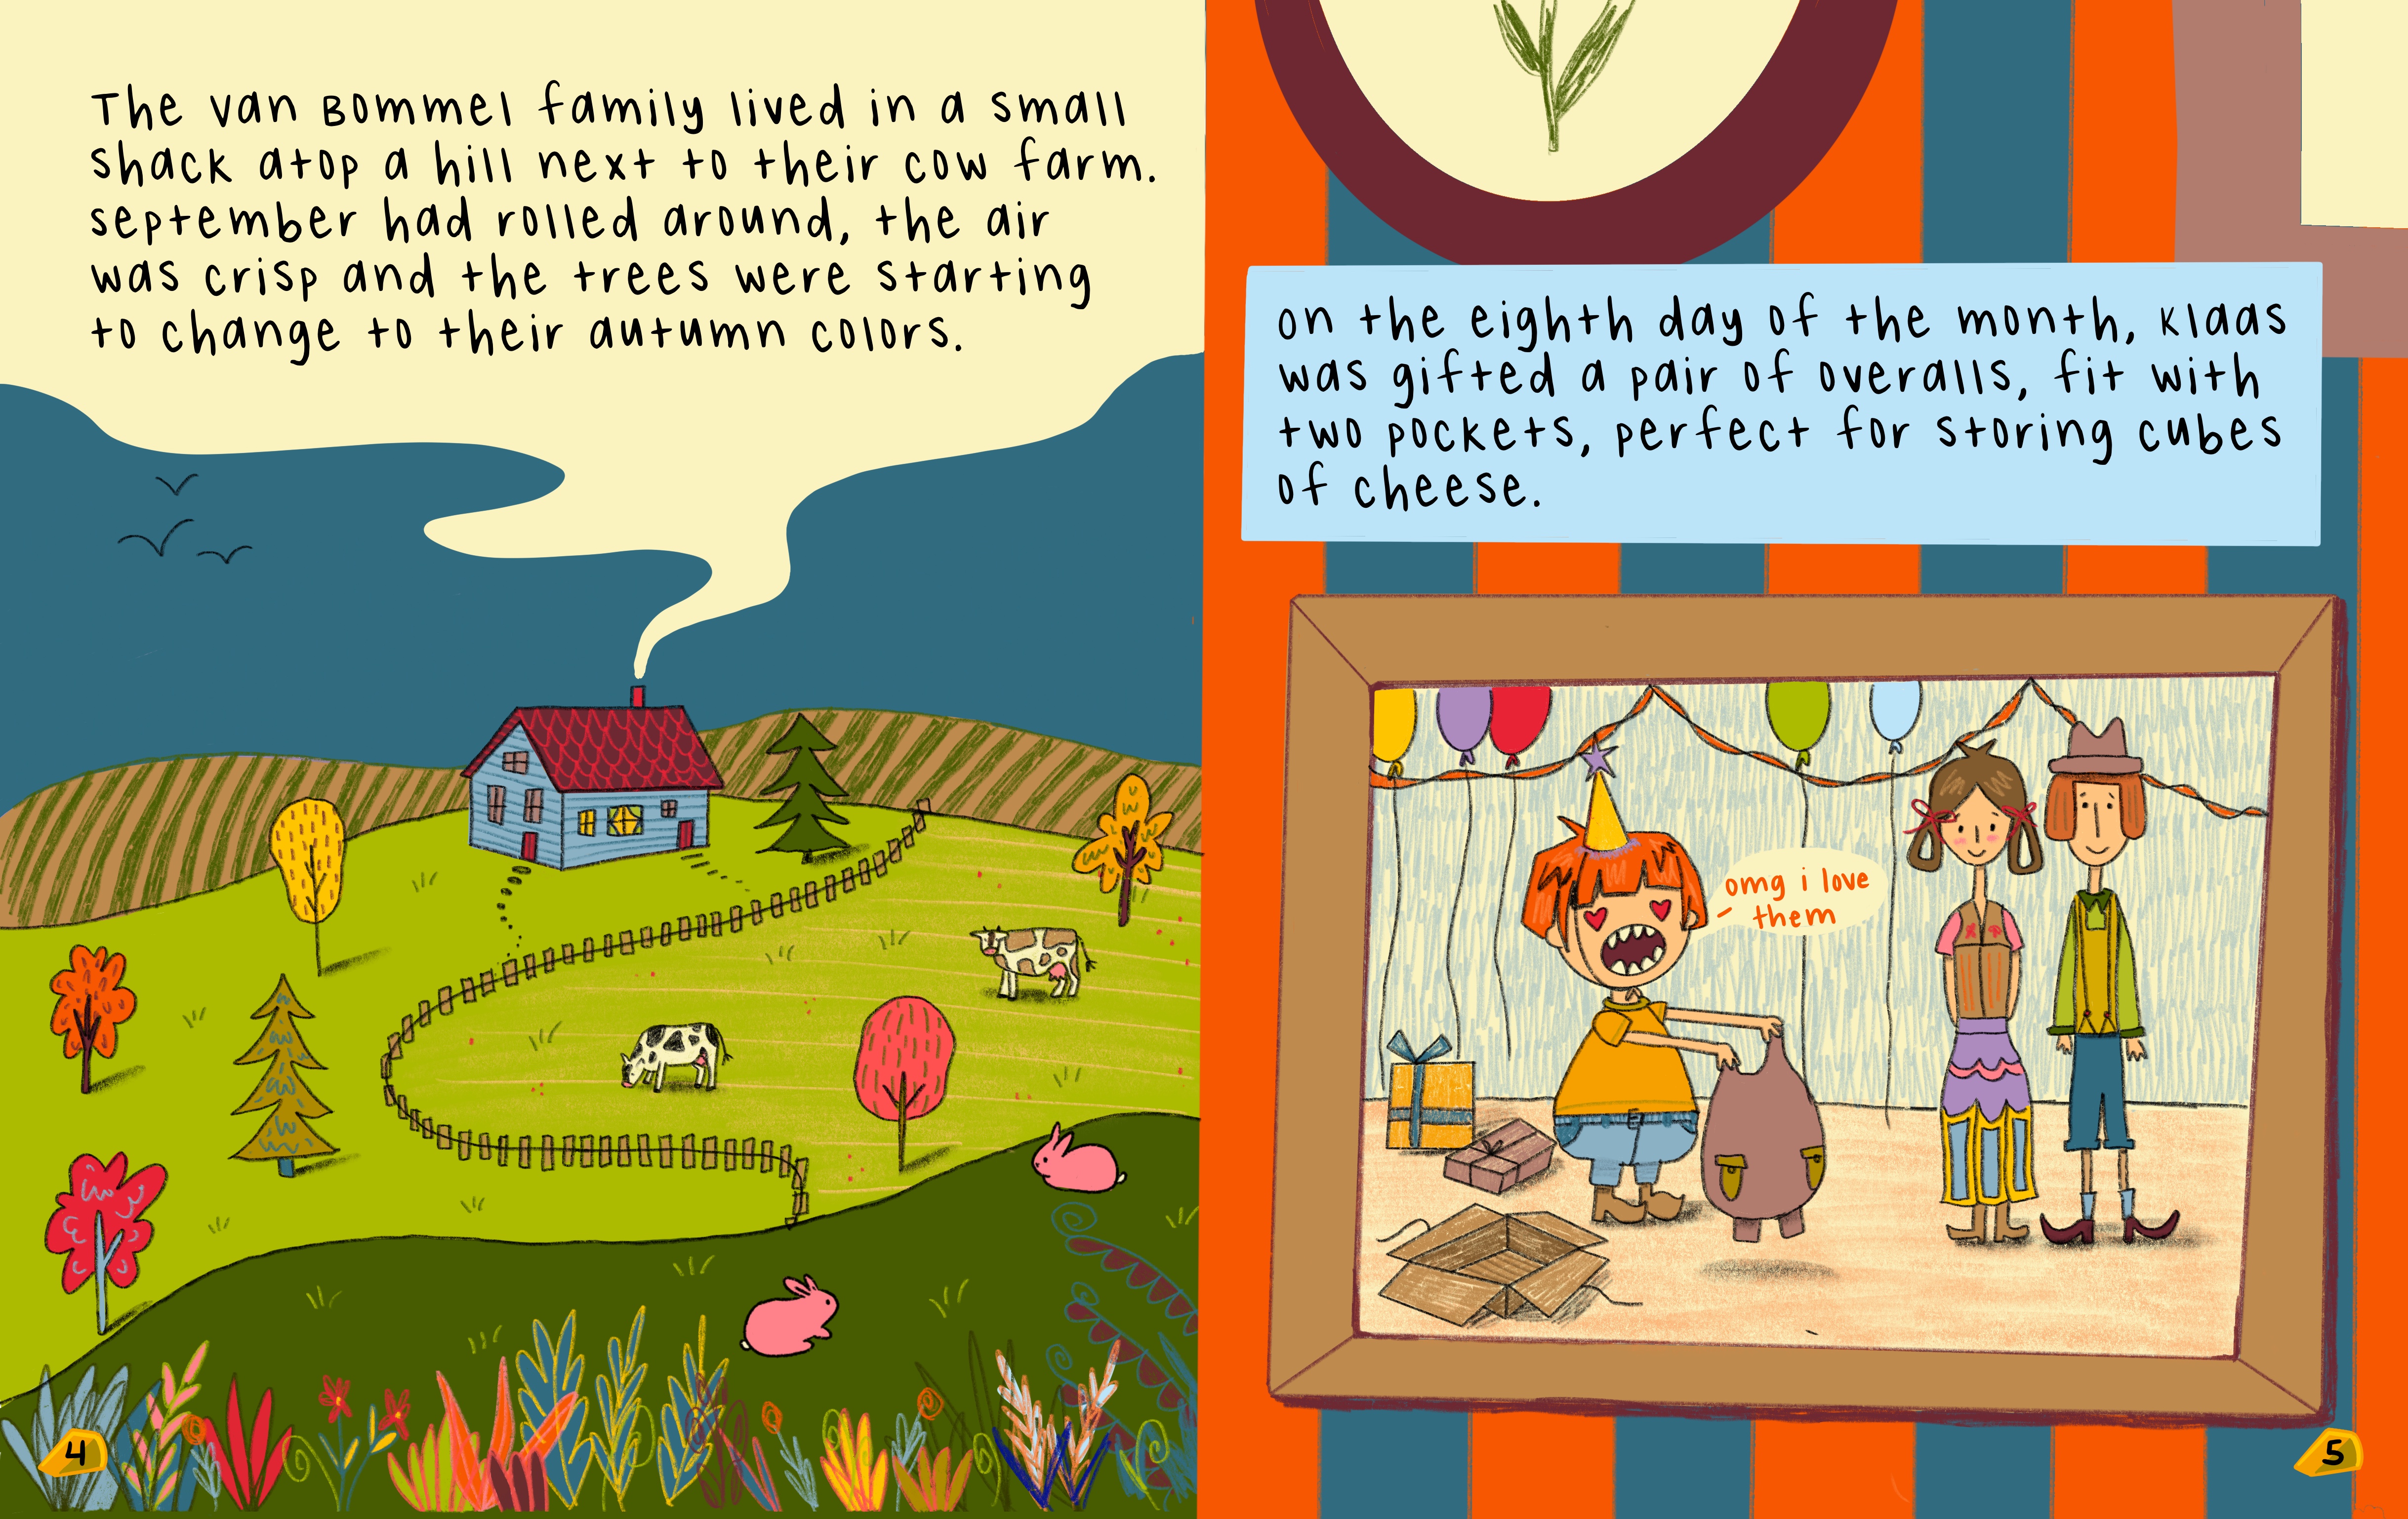 The van Bommel family lived in a small
shack atop a hill next to their cow farm.
september had rolled around, the air
was crisp and the trees were starting
to change to their autumn colors.
4
on the eighth day of the month, Klaas
was gifted a pair of overalls, fit with
two pockets, perfect for storing cubes
of cheese.
omg i love
them
5